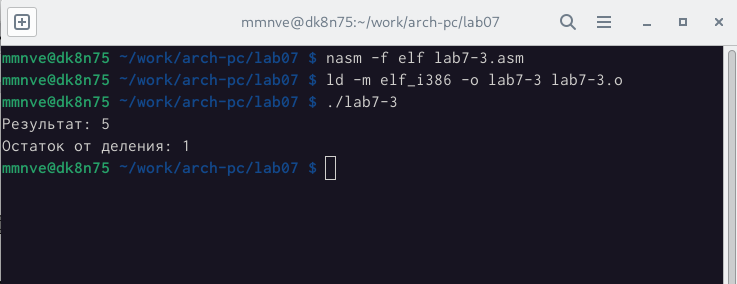 mmnve@dk8n75:~/work/arch-pc/lab07
mmnve@dk8n75 ~/work/arch-pc/lab07 $ nasm -f elf lab7-3.asm
mmnve@dk8n75 ~/work/arch-pc/lab07 $ ld -m elf_i386 -o lab7-3 lab7-3.o
mmnve@dk8n75 ~/work/arch-pc/lab07 $ ./lab7-3
Результат: 5
Остаток от деления: 1
mmnve@dk8n75 ~/work/arch-pc/lab07 $